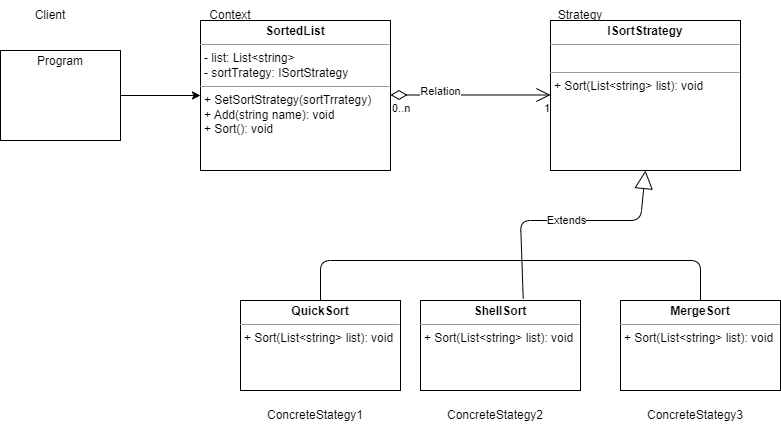 Client
Context
Strategy
Program
SortedList
- list: List<string>
- sortTrategy: ISortStrategy
+ SetSortStrategy(sortTrrategy)
+ Add(string name): void
+ Sort(): void
Relation
0..n
1
ISortStrategy
+ Sort(List<string> list): void
Extends
QuickSort
+ Sort(List<string> list): void
ShellSort
+ Sort(List<string> list): void
MergeSort
+ Sort(List<string> list): void
ConcreteStategy1
ConcreteStategy2
ConcreteStategy3